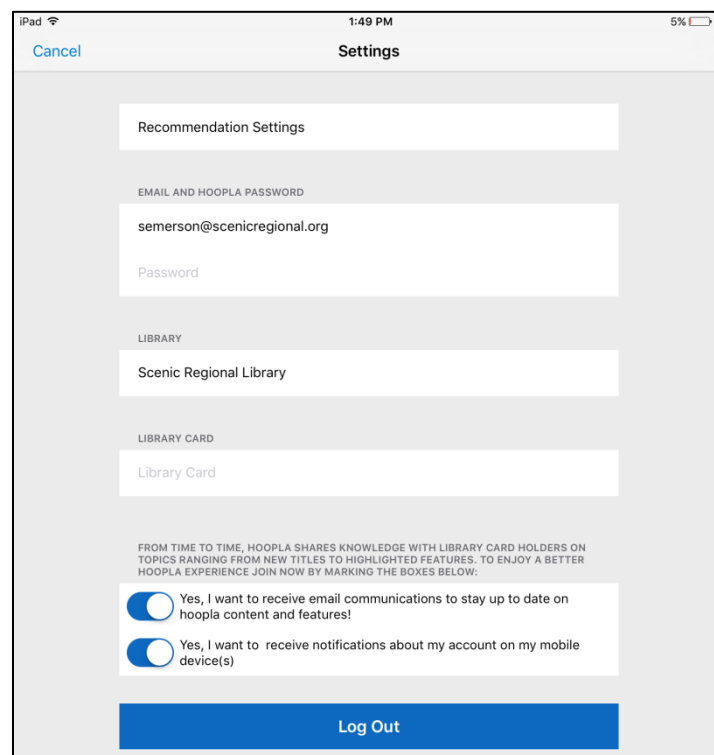 iPad 1:49 PM 5%
Cancel Settings
Recommendation Settings
EMAIL AND HOOPLA PASSWORD
semerson@scenicregional.org
Password
LIBRARY
Scenic Regional Library
LIBRARY CARD
Library Card
FROM TIME TO TIME, HOOPLA SHARES KNOWLEDGE WITH LIBRARY CARD HOLDERS ON
TOPICS RANGING FROM NEW TITLES TO HIGHLIGHTED FEATURES. TO ENJOY A BETTER
HOOPLA EXPERIENCE JOIN NOW BY MARKING THE BOXES BELOW:
Yes, I want to receive email communications to stay up to date on
hoopla content and features!
Yes, I want to  receive notifications about my account on my mobile
device(s)
Log Out